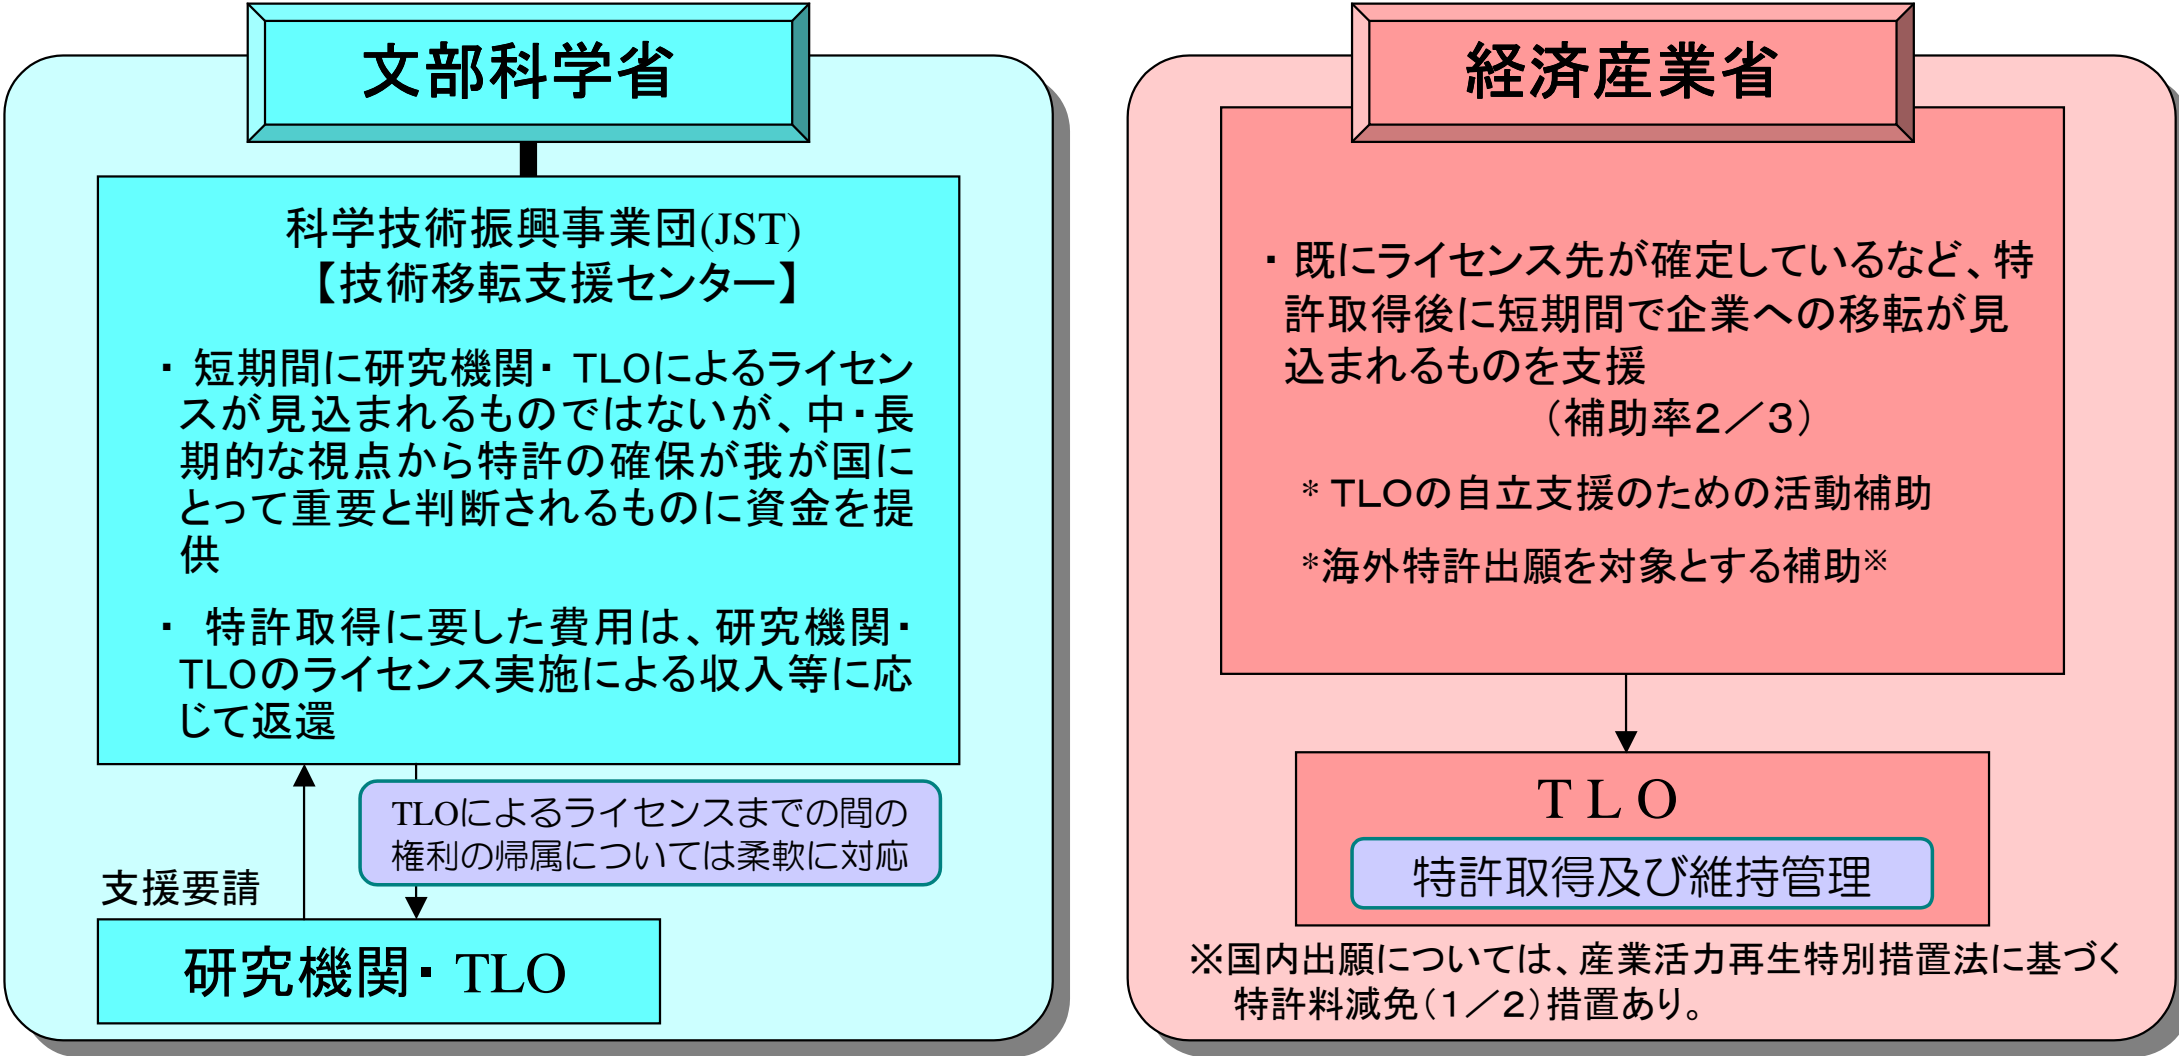 文部科学省
科学技術振興事業団(JST)
【技術移転支援センター】
・ 短期間に研究機関・ TLOによるライセン
スが見込まれるものではないが、中・長
期的な視点から特許の確保が我が国に
とって重要と判断されるものに資金を提
供
・ 特許取得に要した費用は、研究機関・
TLOのライセンス実施による収入等に応
じて返還
TLOによるライセンスまでの間の
権利の帰属については柔軟に対応
支援要請
研究機関・ TLO
経済産業省
・ 既にライセンス先が確定しているなど、特
許取得後に短期間で企業への移転が見
込まれるものを支援
（補助率２／３）
* TLOの自立支援のための活動補助
*海外特許出願を対象とする補助※
T L O
特許取得及び維持管理
※国内出願については、産業活力再生特別措置法に基づく
特許料減免（１／２）措置あり。